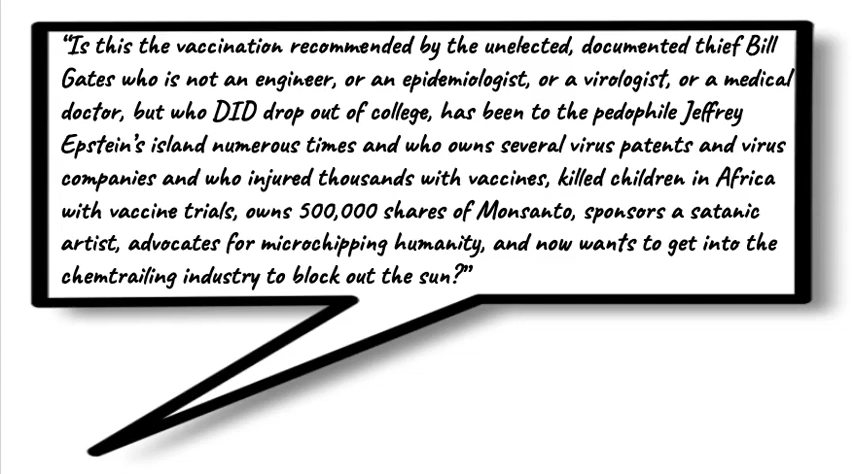 “Is this the vaccination recommended by the unelected, documented thief Bill
Gates who is not an engineer, or an epidemiologist, or a virologist, or a medical
doctor, but who DID drop out of college, has been to the pedophile Jeffrey
Epstein’s island numerous times and who owns several virus patents and virus
companies and who injured thousands with vaccines, killed children in Africa
with vaccine trials, owns 500,000 shares of Monsanto, sponsors a satanic
artist, advocates for microchipping humanity, and now wants to get into the
chemtrailing industry to block out the sun?”